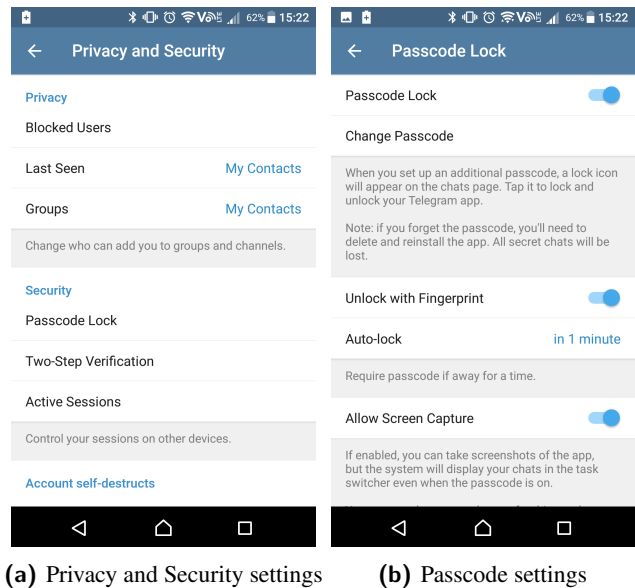 62% 15:22
Privacy and Security
Privacy
Blocked Users
Last Seen My Contacts
Groups My Contacts
Change who can add you to groups and channels.
Security
Passcode Lock
Two-Step Verification
Active Sessions
Control your sessions on other devices.
Account self-destructs
(a) Privacy and Security settings
62% 15:22
Passcode Lock
Passcode Lock
Change Passcode
When you set up an additional passcode, a lock icon
will appear on the chats page. Tap it to lock and
unlock your Telegram app.
Note: if you forget the passcode, you'll need to
delete and reinstall the app. All secret chats will be
lost.
Unlock with Fingerprint
Auto-lock in 1 minute
Require passcode if away for a time.
Allow Screen Capture
If enabled, you can take screenshots of the app,
but the system will display your chats in the task
switcher even when the passcode is on.
(b) Passcode settings